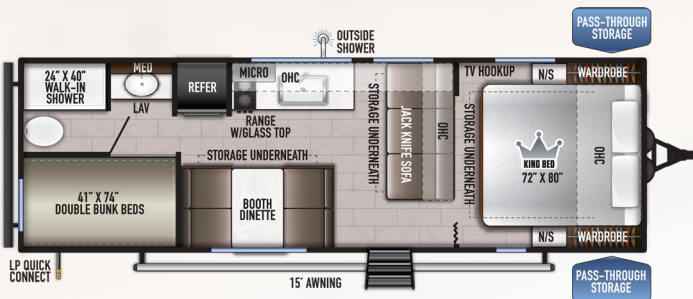 PASS-THROUGH
STORAGE
OUTSIDE
SHOWER
24" X 40"
WALK-IN
SHOWER
MED
LAV
REFER
MICRO
OHC
RANGE
W/GLASS TOP
STORAGE UNDERNEATH
JACK KNIFE SOFA
OHC
TV HOOKUP
N/S
WARDROBE
STORAGE UNDERNEATH
KING BED
72" X 80"
OHC
STORAGE UNDERNEATH
41" X 74"
DOUBLE BUNK BEDS
BOOTH
DINETTE
N/S
WARDROBE
LP QUICK
CONNECT
15' AWNING
PASS-THROUGH
STORAGE